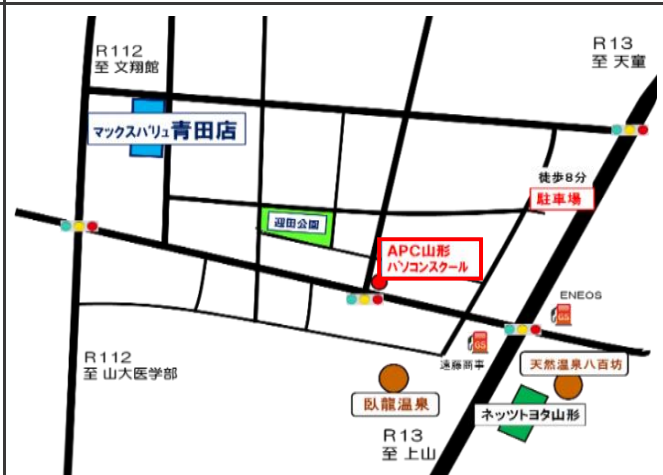 R112
至 文翔館
R13
至 天童
マックスバリュ青田店
徒歩8分
駐車場
迎田公園
APC山形
パソコンスクール
ENEOS
GS
GS
遠藤商事
天然温泉八百坊
R112
至 山大医学部
臥龍温泉
ネッツトヨタ山形
R13
至 上山